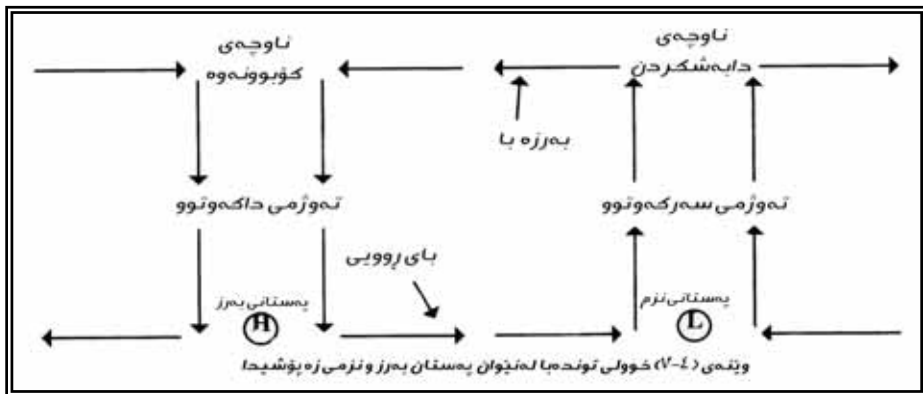 ناوچەی
دابەشکردن
ناوچەی
کۆبوونەوە
بەرزە با
تەوژمی سەرکەوتوو
تەوژمی داکەوتوو
بای ڕوویی
پەستانی نزم
L
پەستانی بەرز
H
وێنەی (٤-٧) خوولی توندەبا لەنێوان پەستان بەرز و نزمی زەپۆشیدا